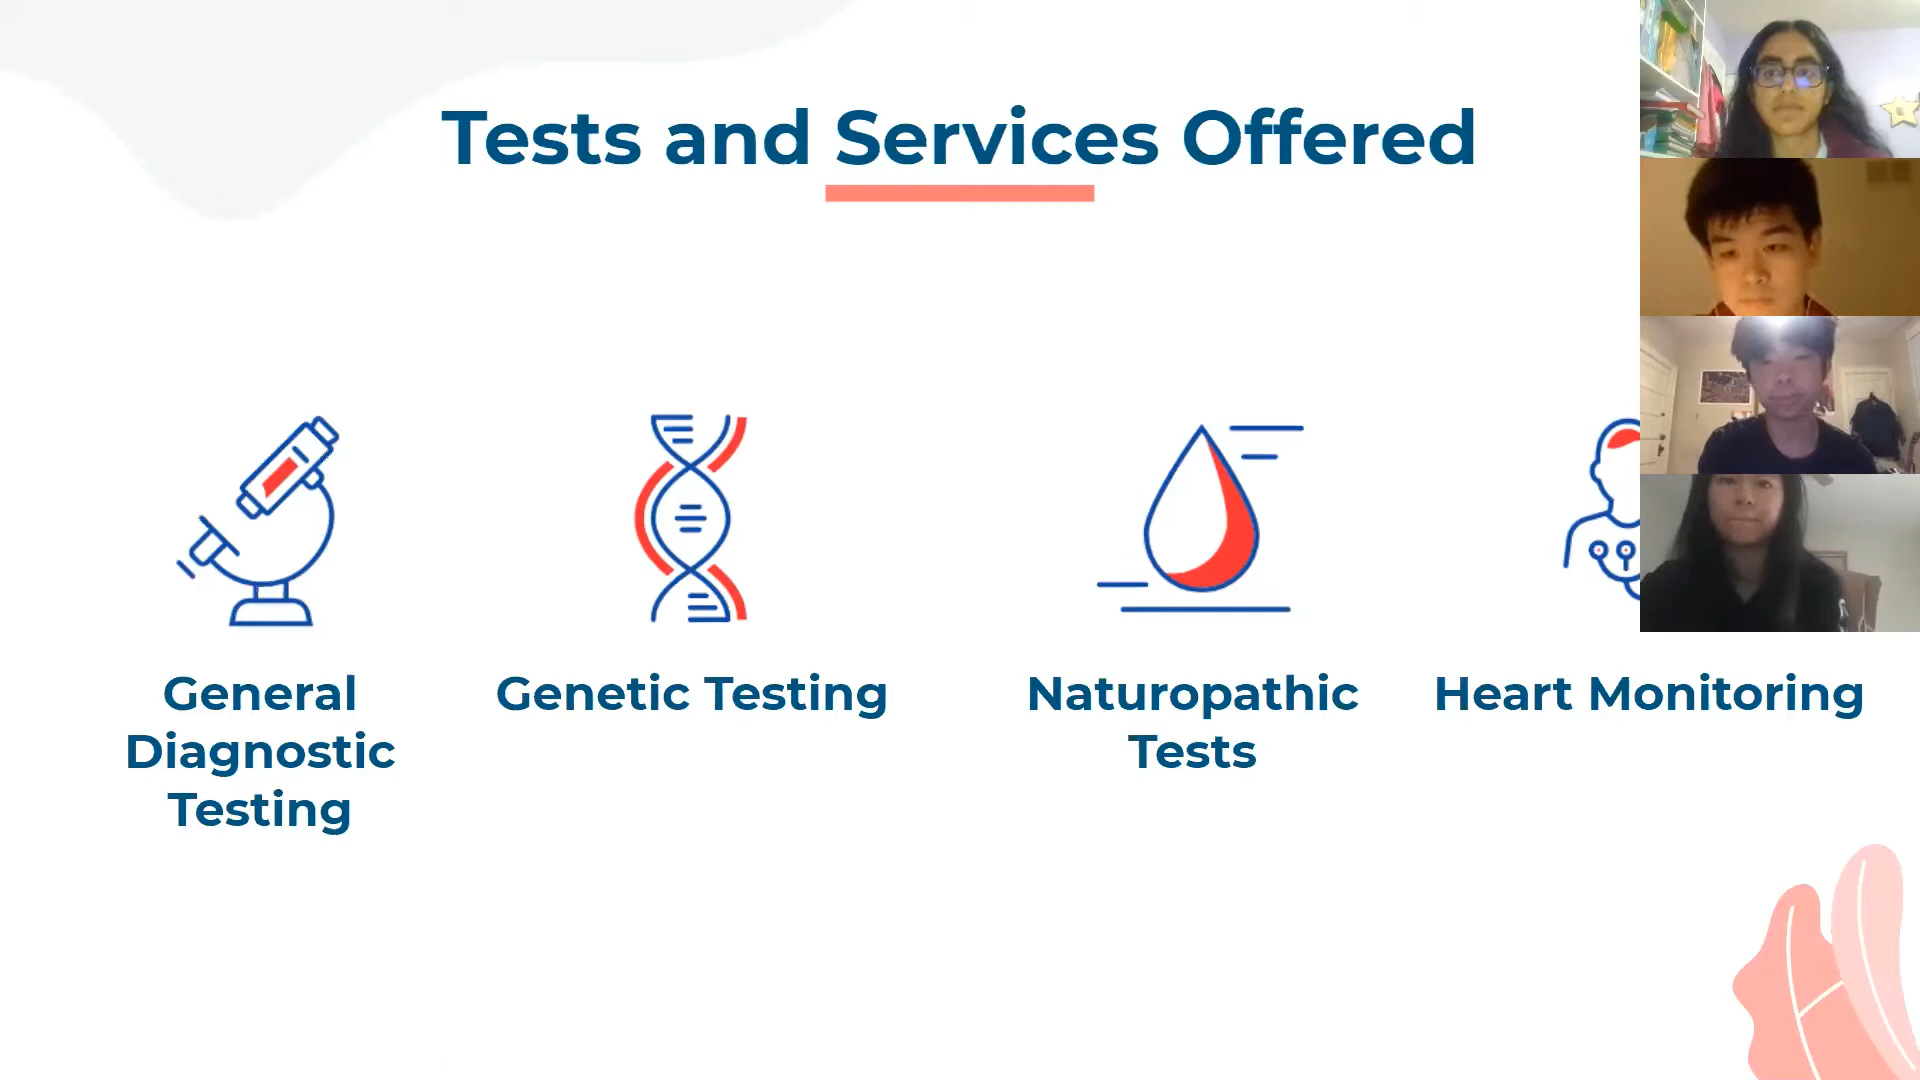 Tests and Services Offered
General
Diagnostic
Testing
Genetic Testing
Naturopathic
Tests
Heart Monitoring